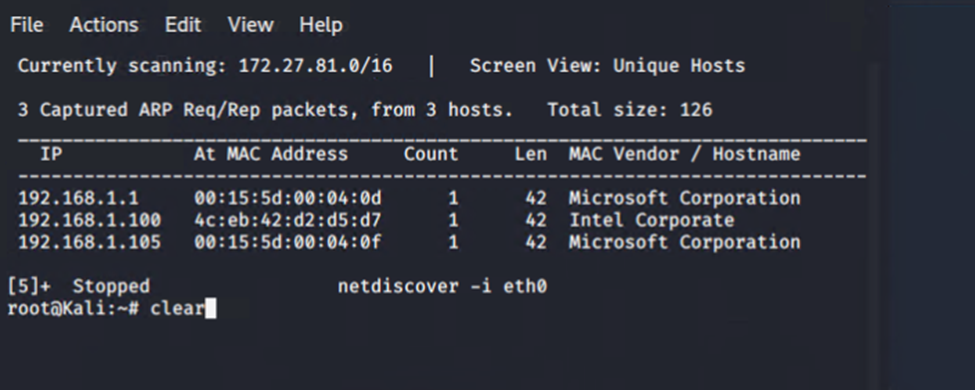 File Actions Edit View Help
Currently scanning: 172.27.81.0/16 | Screen View: Unique Hosts
3 Captured ARP Req/Rep packets, from 3 hosts. Total size: 126
IP At MAC Address Count Len MAC Vendor / Hostname
192.168.1.1 00:15:5d:00:04:0d 1 42 Microsoft Corporation
192.168.1.100 4c:eb:42:d2:d5:d7 1 42 Intel Corporate
192.168.1.105 00:15:5d:00:04:0f 1 42 Microsoft Corporation
[5]+ Stopped netdiscover -i eth0
root@Kali:~# clear